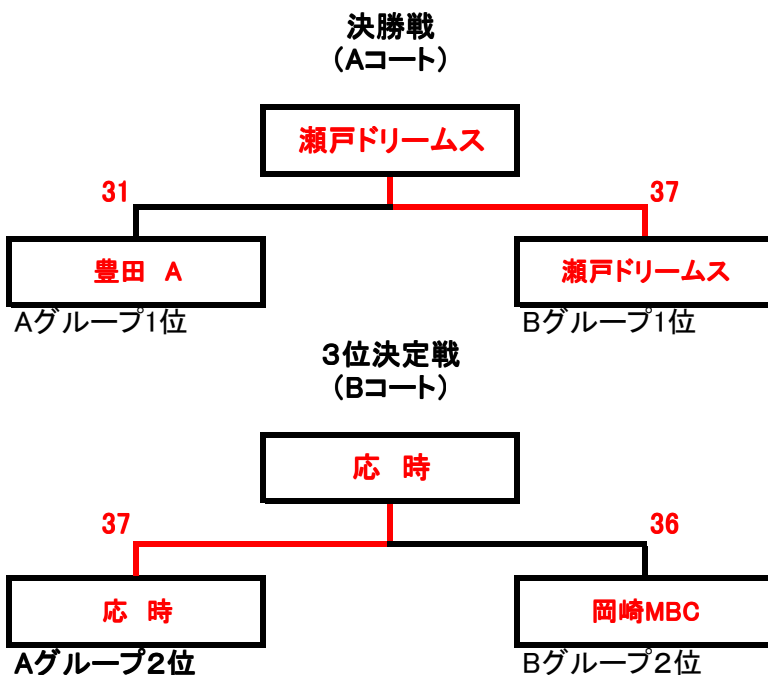 決勝戦
（Aコート）
瀬戸ドリームス
31
37
豊田　A
瀬戸ドリームス
Aグループ1位
Bグループ1位
３位決定戦
（Bコート）
応　時
37
36
応　時
岡崎MBC
Aグループ２位
Bグループ２位